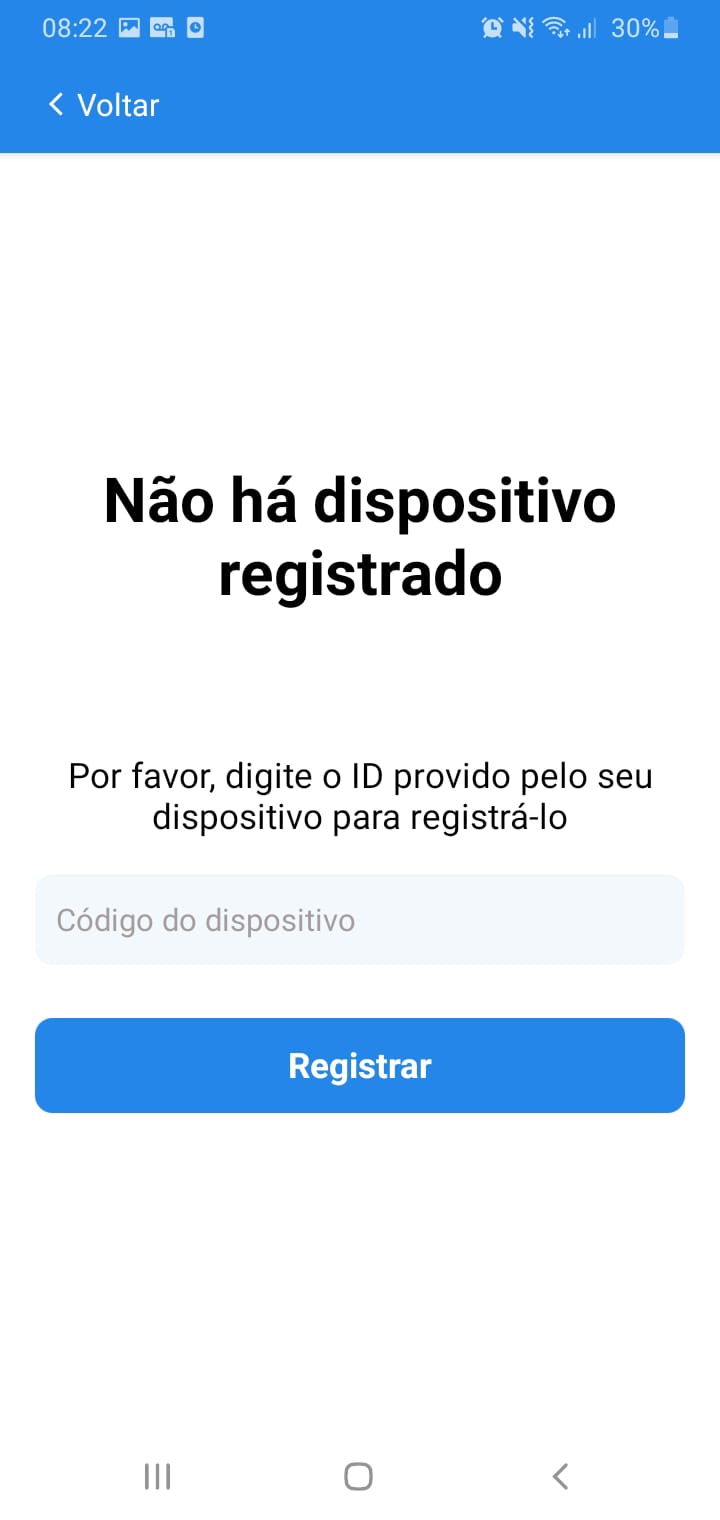 08:22
30%
Voltar
Não há dispositivo
registrado
Por favor, digite o ID provido pelo seu
dispositivo para registrá-lo
Código do dispositivo
Registrar